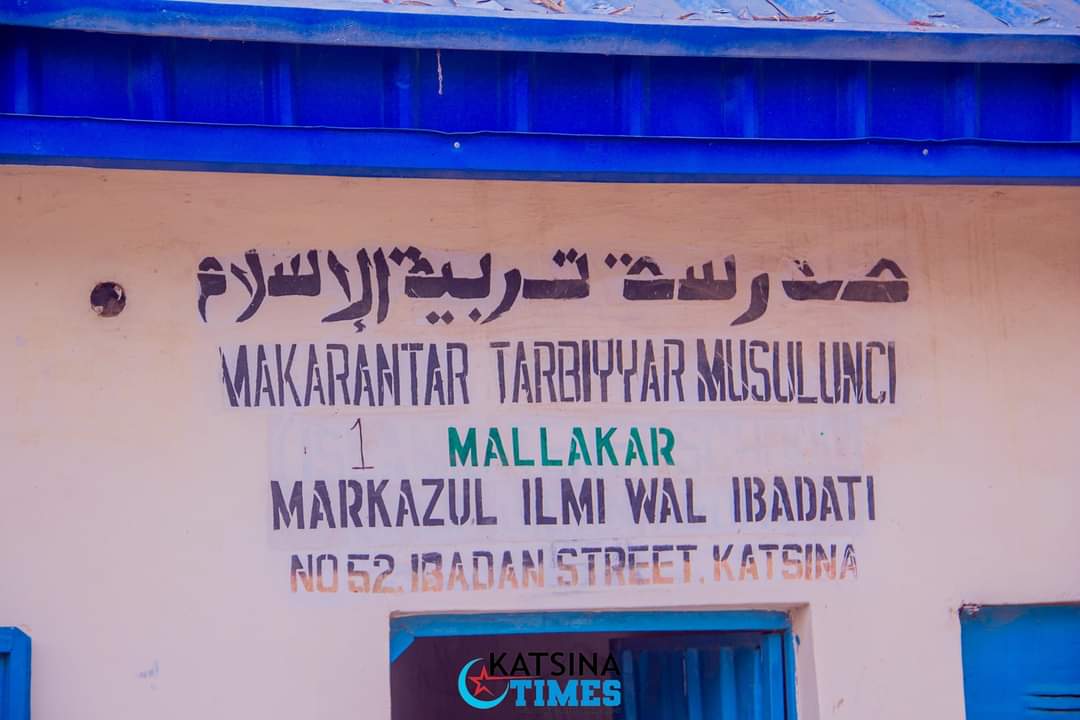 مدرسة تربية الإسلام
MAKARANTAR TARBIYYAR MUSULUNCI
1
MALLAKAR
MARKAZUL ILMI WAL IBADATI
NO 52, IBADAN STREET, KATSINA
KATSINA
TIMES